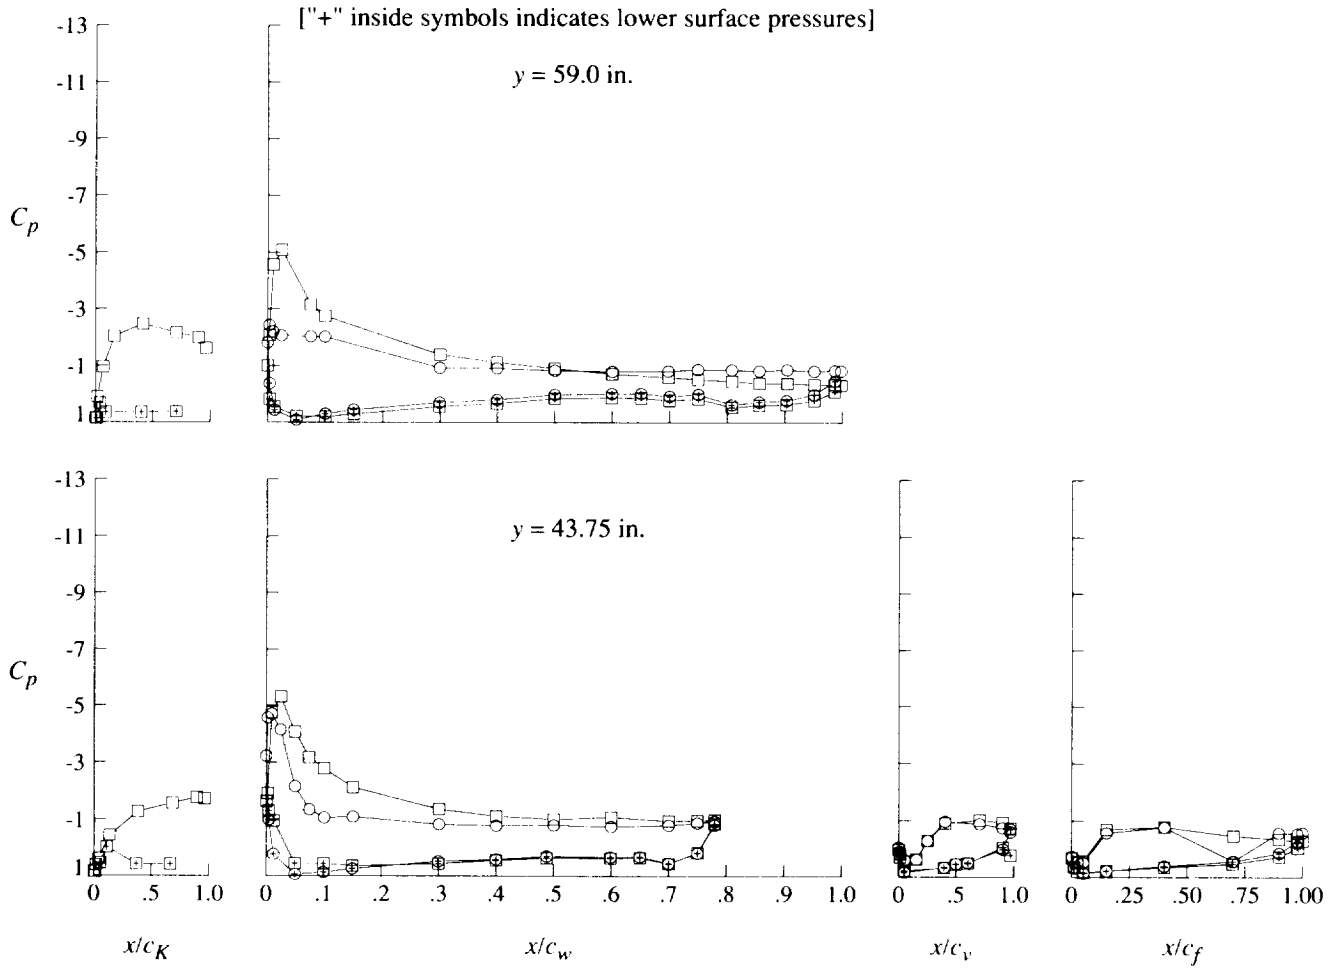 ["+" inside symbols indicates lower surface pressures]
y = 59.0 in.
-13
-11
-9
-7
-5
-3
-1
1
C_p
y = 43.75 in.
-13
-11
-9
-7
-5
-3
-1
1
C_p
0 .5 1.0
0 .1 .2 .3 .4 .5 .6 .7 .8 .9 1.0
0 .5 1.0
0 .25 .50 .75 1.00
x/c_K
x/c_w
x/c_v
x/c_f